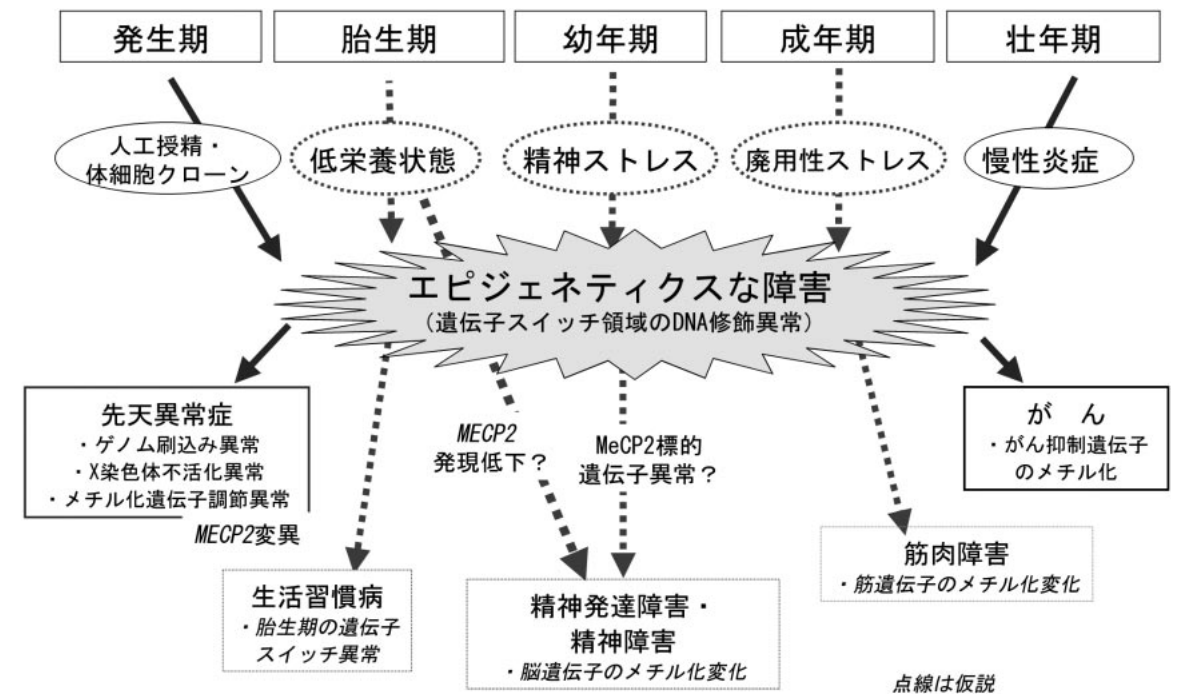 発生期
胎生期
幼年期
成年期
壮年期
人工授精・
体細胞クローン
低栄養状態
精神ストレス
廃用性ストレス
慢性炎症
エピジェネティクスな障害
（遺伝子スイッチ領域のDNA修飾異常）
先天異常症
・ゲノム刷込み異常
・X染色体不活化異常
・メチル化遺伝子調節異常
MECP2変異
MECP2
発現低下？
MeCP2標的
遺伝子異常？
が　ん
・がん抑制遺伝子
のメチル化
生活習慣病
・胎生期の遺伝子
スイッチ異常
精神発達障害・
精神障害
・脳遺伝子のメチル化変化
筋肉障害
・筋遺伝子のメチル化変化
点線は仮説